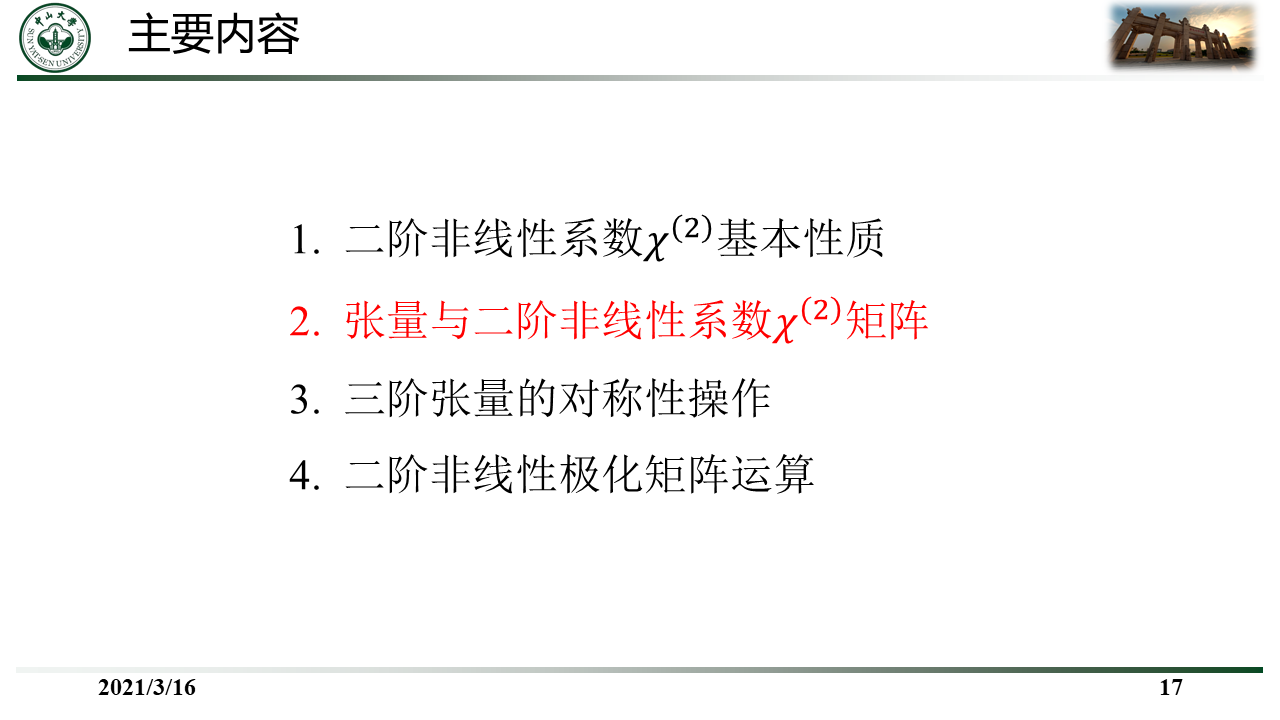 中山大学
SUN YAT-SEN UNIVERSITY
主要内容
1. 二阶非线性系数𝜒⁽²⁾基本性质
2. 张量与二阶非线性系数𝜒⁽²⁾矩阵
3. 三阶张量的对称性操作
4. 二阶非线性极化矩阵运算
2021/3/16
17